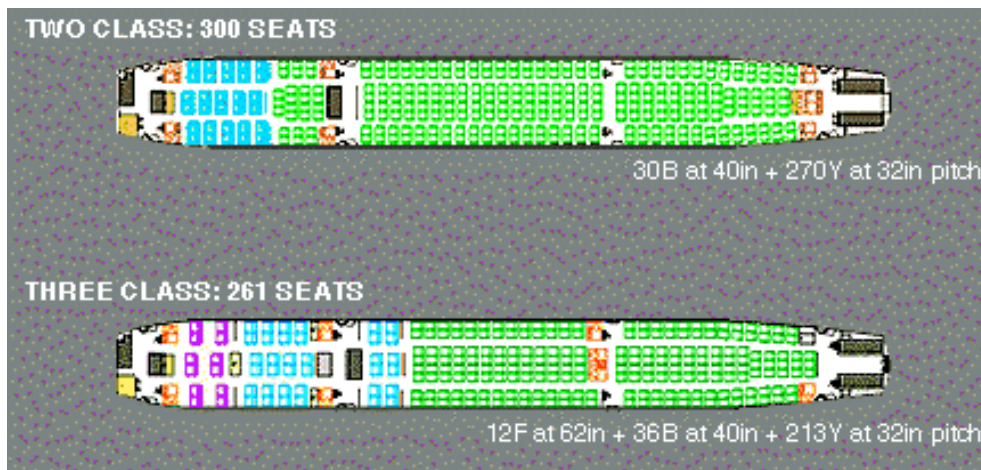 TWO CLASS: 300 SEATS
30B at 40in + 270Y at 32in pitch
THREE CLASS: 261 SEATS
12F at 62in + 36B at 40in + 213Y at 32in pitch